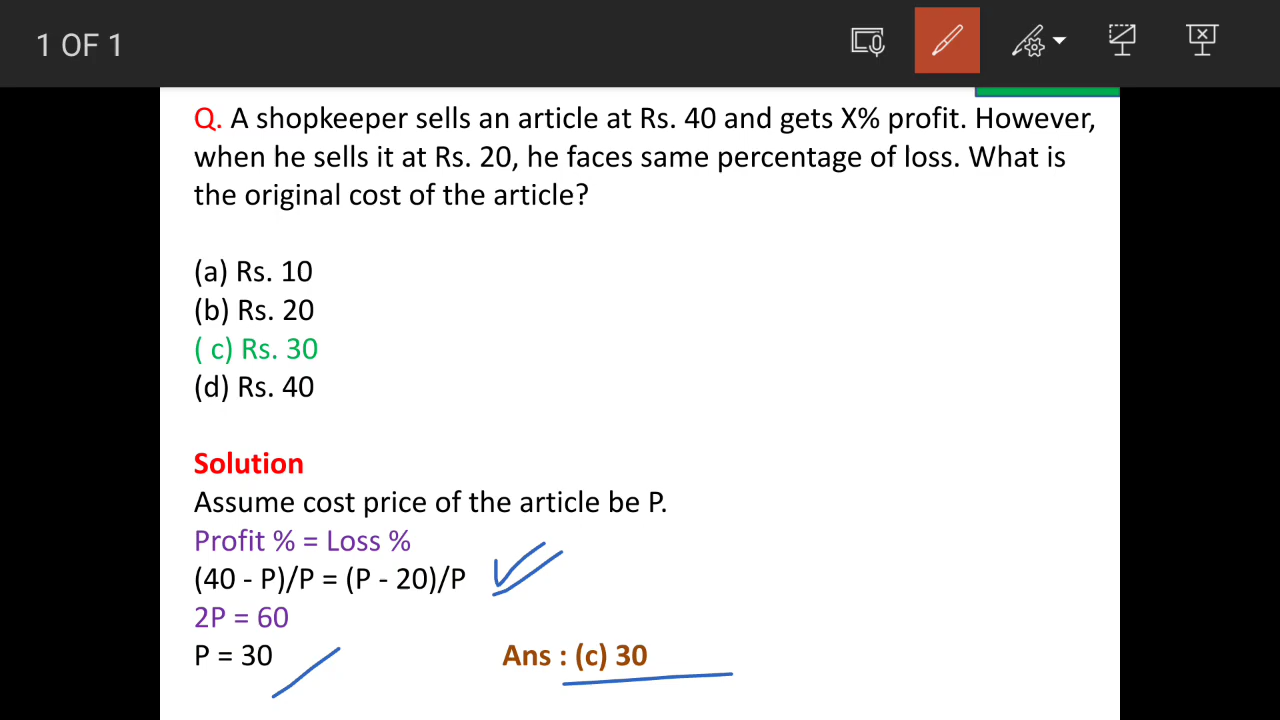 1 OF 1
Q. A shopkeeper sells an article at Rs. 40 and gets X% profit. However,
when he sells it at Rs. 20, he faces same percentage of loss. What is
the original cost of the article?
(a) Rs. 10
(b) Rs. 20
( c) Rs. 30
(d) Rs. 40
Solution
Assume cost price of the article be P.
Profit % = Loss %
(40 - P)/P = (P - 20)/P
2P = 60
P = 30 Ans : (c) 30